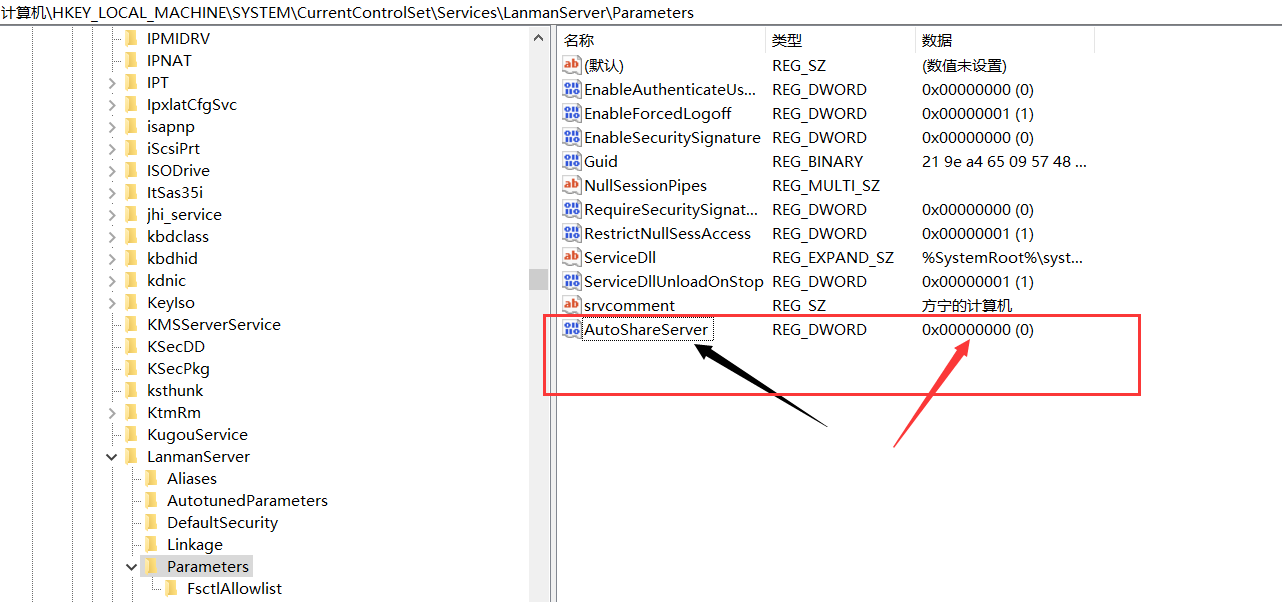 计算机\HKEY_LOCAL_MACHINE\SYSTEM\CurrentControlSet\Services\LanmanServer\Parameters
IPMIDRV
IPNAT
IPT
IpxlatCfgSvc
isapnp
iScsiPrt
ISODrive
ItSas35i
jhi_service
kbdclass
kbdhid
kdnic
KeyIso
KMSServerService
KSecDD
KSecPkg
ksthunk
KtmRm
KugouService
LanmanServer
Aliases
AutotunedParameters
DefaultSecurity
Linkage
Parameters
FsctlAllowlist
名称 类型 数据
(默认) REG_SZ (数值未设置)
EnableAuthenticateUs... REG_DWORD 0x00000000 (0)
EnableForcedLogoff REG_DWORD 0x00000001 (1)
EnableSecuritySignature REG_DWORD 0x00000000 (0)
Guid REG_BINARY 21 9e a4 65 09 57 48 ...
NullSessionPipes REG_MULTI_SZ
RequireSecuritySignat... REG_DWORD 0x00000000 (0)
RestrictNullSessAccess REG_DWORD 0x00000001 (1)
ServiceDll REG_EXPAND_SZ %SystemRoot%\syst...
ServiceDllUnloadOnStop REG_DWORD 0x00000001 (1)
srvcomment REG_SZ 方宁的计算机
AutoShareServer REG_DWORD 0x00000000 (0)